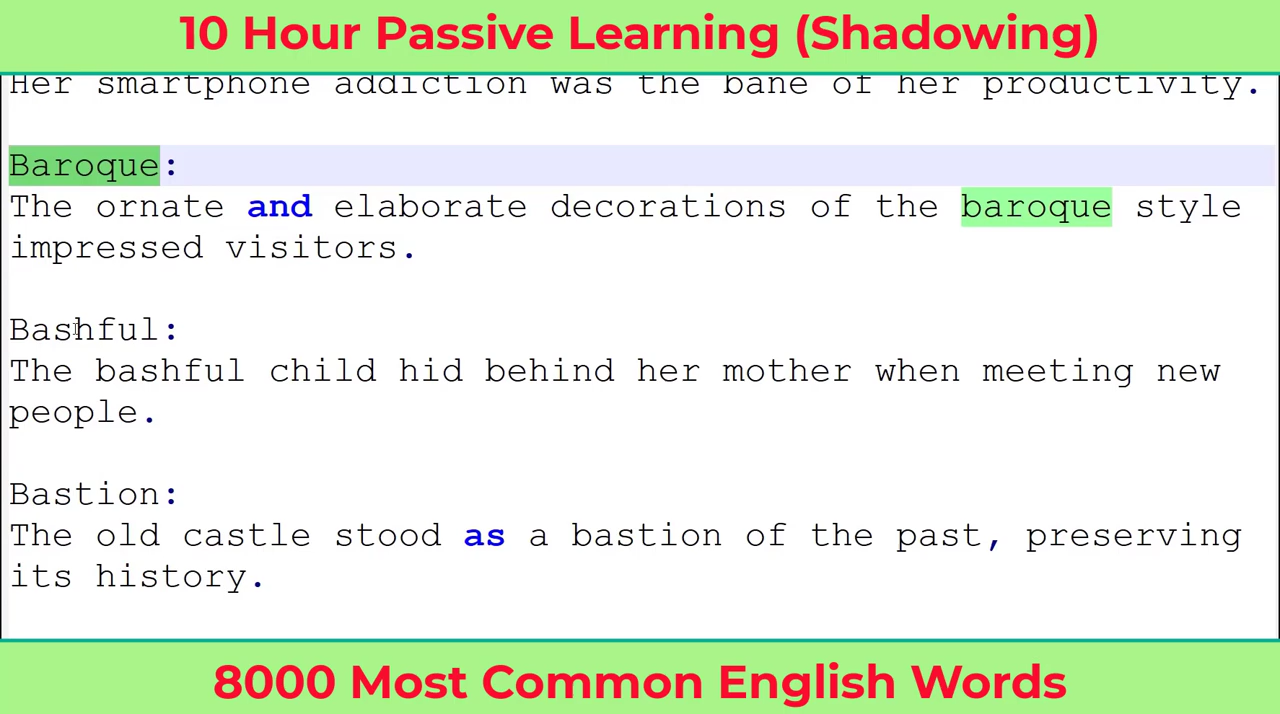 10 Hour Passive Learning (Shadowing)
Her smartphone addiction was the bane of her productivity.
Baroque:
The ornate and elaborate decorations of the baroque style
impressed visitors.
Bashful:
The bashful child hid behind her mother when meeting new
people.
Bastion:
The old castle stood as a bastion of the past, preserving
its history.
8000 Most Common English Words